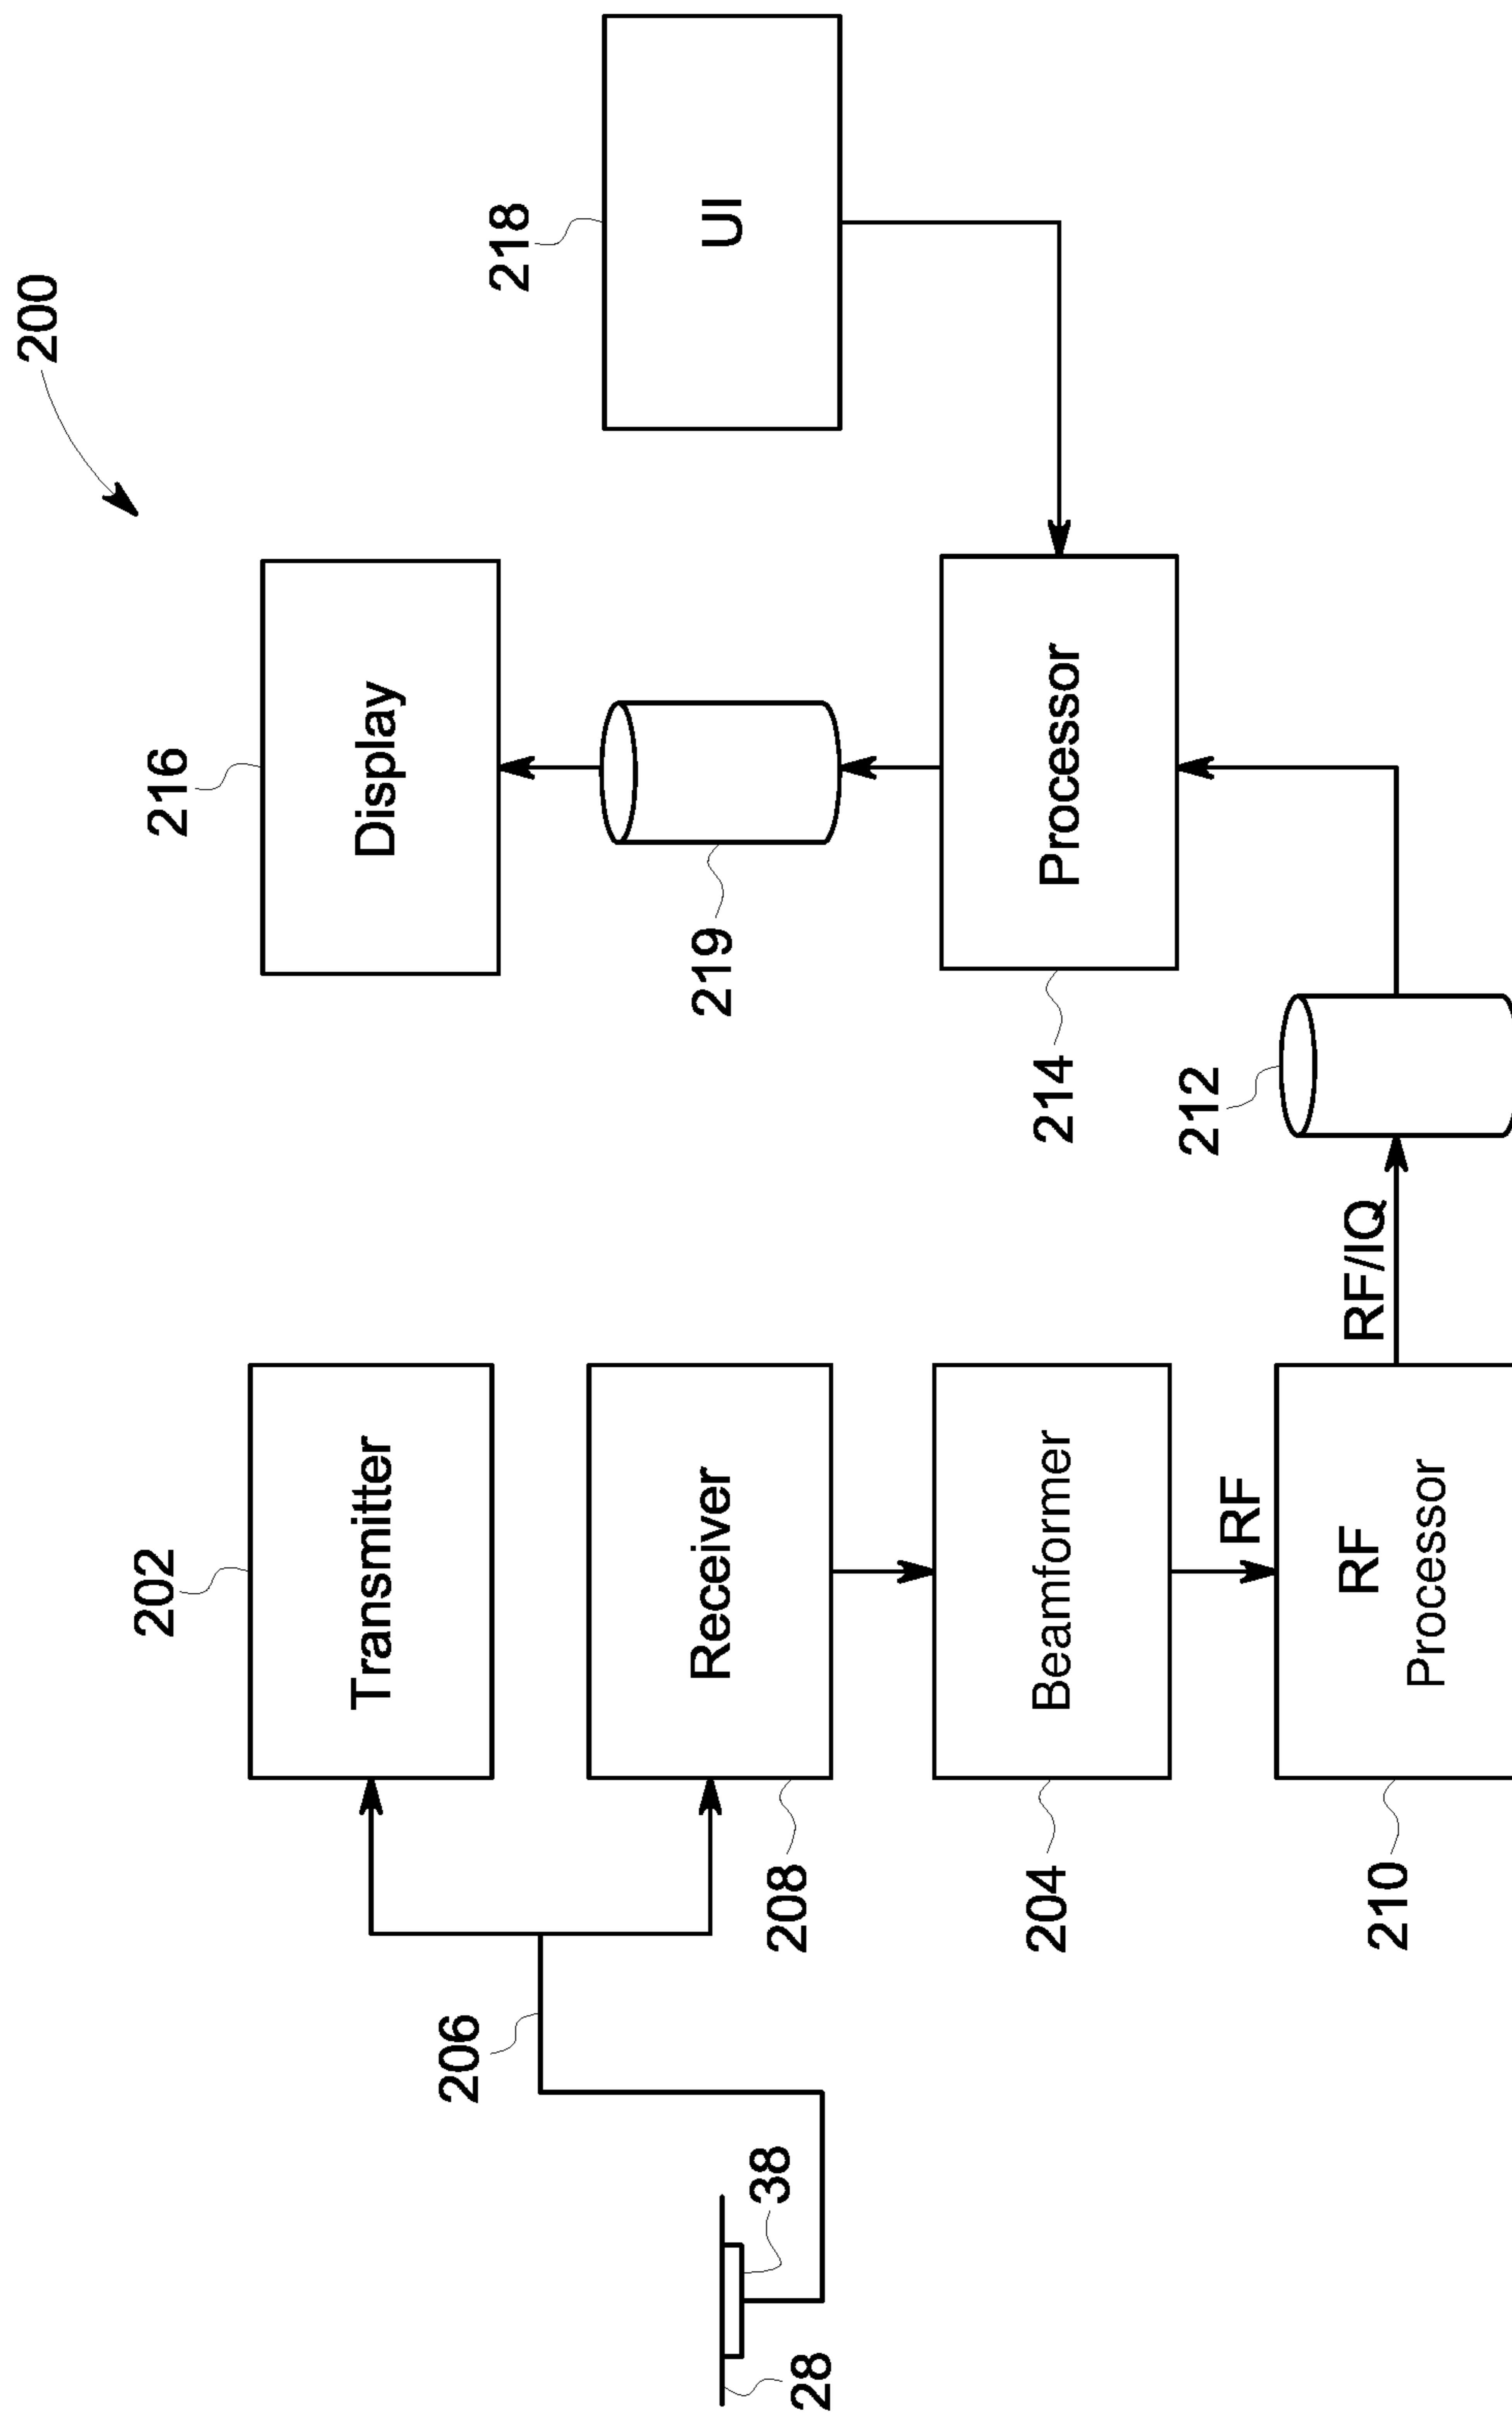 200
202
Transmitter
216
Display
218
UI
206
208
Receiver
219
28
38
204
Beamformer
214
Processor
RF
212
210
RF
Processor
RF/IQ